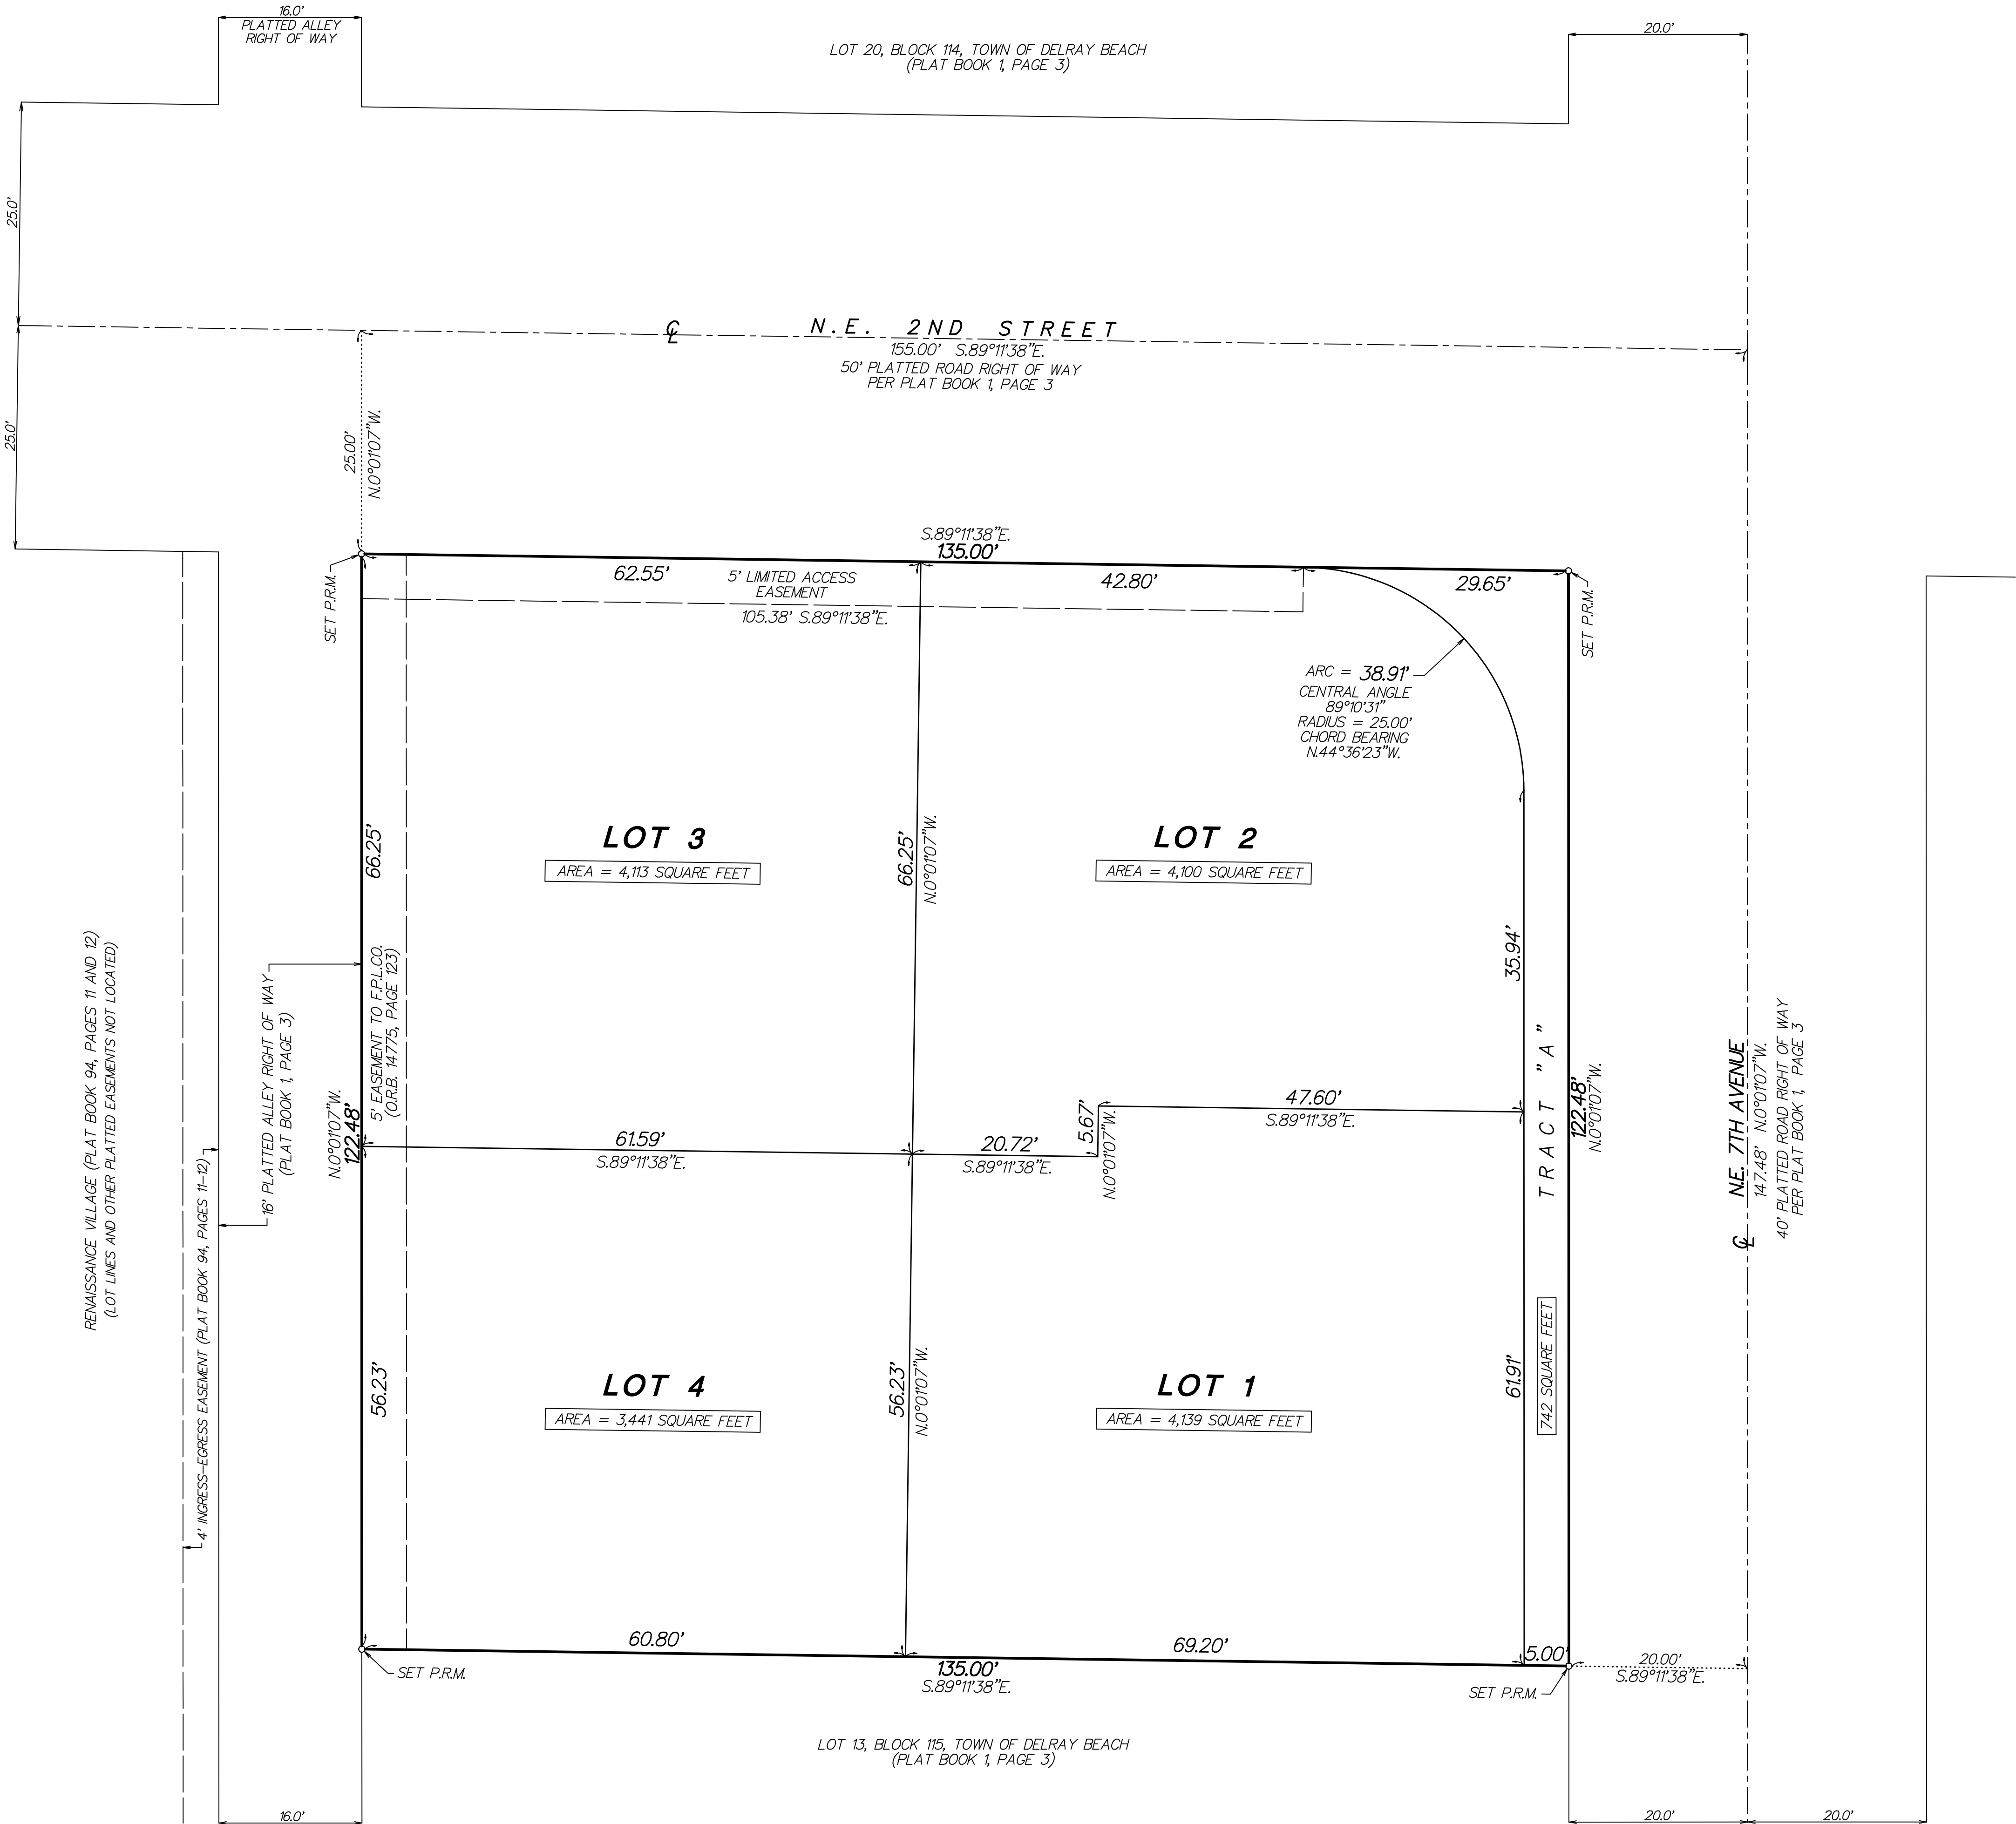 16.0'
PLATTED ALLEY
RIGHT OF WAY
LOT 20, BLOCK 114, TOWN OF DELRAY BEACH
(PLAT BOOK 1, PAGE 3)
20.0'
25.0'
25.0'
N.E. 2ND STREET
155.00' S.89°11'38"E.
50' PLATTED ROAD RIGHT OF WAY
PER PLAT BOOK 1, PAGE 3
25.00'
N.0°01'07"W.
S.89°11'38"E.
135.00'
SET P.R.M.
62.55'
5' LIMITED ACCESS
EASEMENT
105.38' S.89°11'38"E.
42.80'
29.65'
SET P.R.M.
ARC = 38.91'
CENTRAL ANGLE
89°10'31"
RADIUS = 25.00'
CHORD BEARING
N.44°36'23"W.
66.25'
LOT 3
AREA = 4,113 SQUARE FEET
66.25'
N.0°01'07"W.
LOT 2
AREA = 4,100 SQUARE FEET
35.94'
RENAISSANCE VILLAGE (PLAT BOOK 94, PAGES 11 AND 12)
(LOT LINES AND OTHER PLATTED EASEMENTS NOT LOCATED)
4' INGRESS-EGRESS EASEMENT (PLAT BOOK 94, PAGES 11-12)
16' PLATTED ALLEY RIGHT OF WAY
(PLAT BOOK 1, PAGE 3)
N.0°01'07"W.
122.48'
5' EASEMENT TO F.P.L.CO.
(O.R.B. 14775, PAGE 123)
61.59'
S.89°11'38"E.
20.72'
S.89°11'38"E.
5.67'
N.0°01'07"W.
47.60'
S.89°11'38"E.
TRACT "A"
742 SQUARE FEET
122.48'
N.0°01'07"W.
N.E. 7TH AVENUE
147.48' N.0°01'07"W.
40' PLATTED ROAD RIGHT OF WAY
PER PLAT BOOK 1, PAGE 3
56.23'
LOT 4
AREA = 3,441 SQUARE FEET
56.23'
N.0°01'07"W.
LOT 1
AREA = 4,139 SQUARE FEET
61.91'
60.80'
69.20'
5.00'
135.00'
S.89°11'38"E.
SET P.R.M.
SET P.R.M.
20.00'
S.89°11'38"E.
LOT 13, BLOCK 115, TOWN OF DELRAY BEACH
(PLAT BOOK 1, PAGE 3)
16.0'
20.0'
20.0'